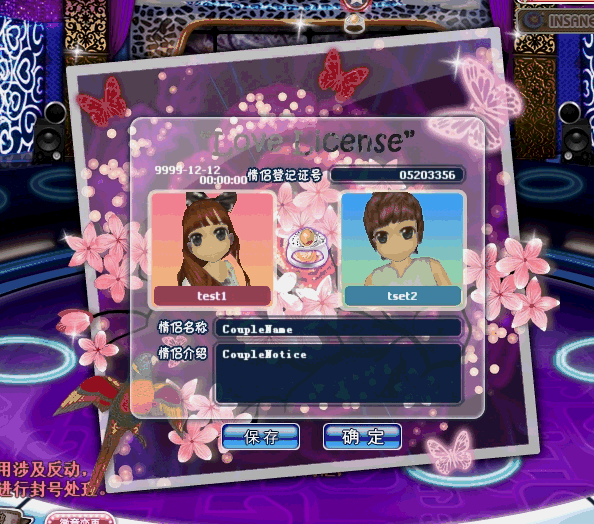 INSANE
"Love License"
9999-12-12
00:00:00
情侣登记证号 05203356
test1
tset2
情侣名称 CoupleName
情侣介绍 CoupleNotice
保存 确定
用涉及反动,
进行封号处理。